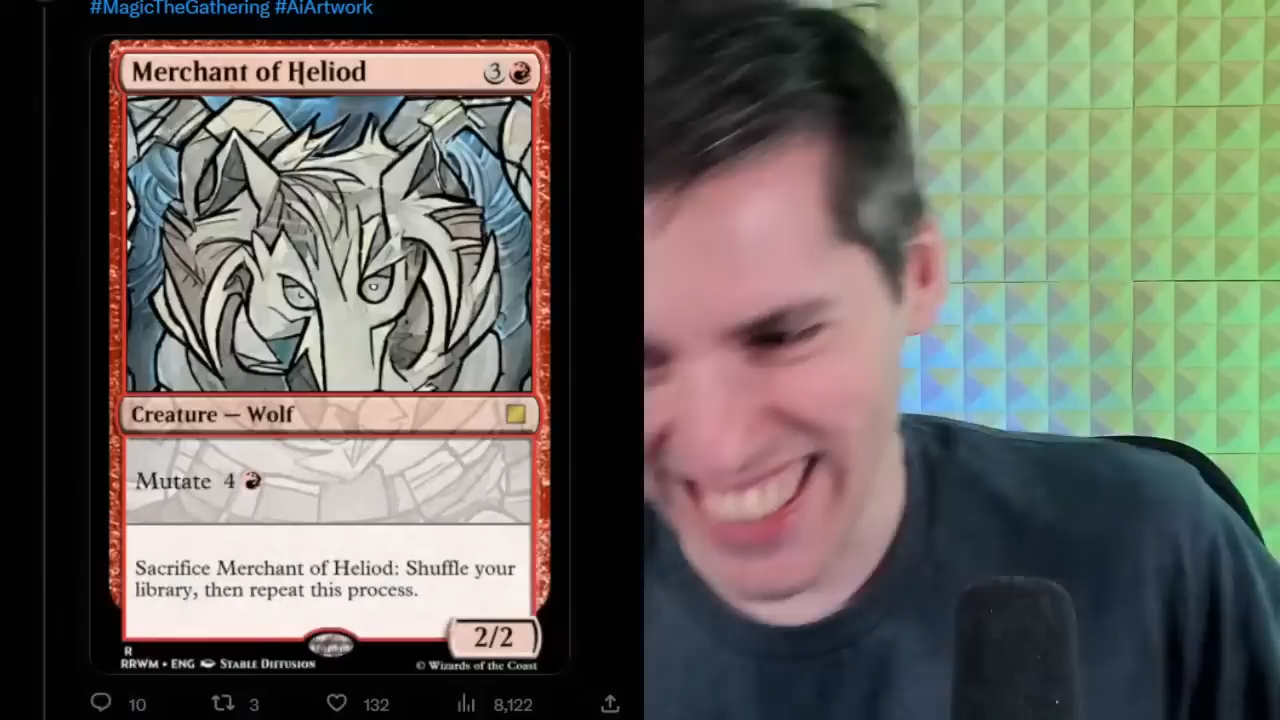 #MagicTheGathering #AiArtwork
Merchant of Heliod 3
Creature — Wolf
Mutate 4
Sacrifice Merchant of Heliod: Shuffle your
library, then repeat this process.
2/2
R
RRWM • ENG STABLE DIFFUSION
© Wizards of the Coast
10 3 132 8,122